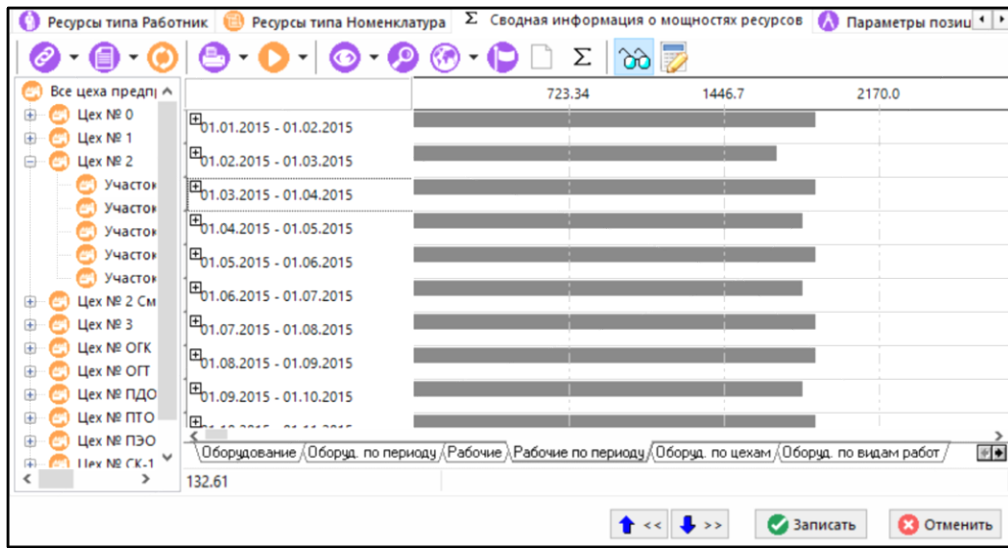 Ресурсы типа Работник Ресурсы типа Номенклатура Σ Сводная информация о мощностях ресурсов Параметры позиц
Σ
Все цеха предп
Цех № 0
Цех № 1
Цех № 2
Участок
Участок
Участок
Участок
Участок
Цех № 2 См
Цех № 3
Цех № ОГК
Цех № ОГТ
Цех № ПДО
Цех № ПТО
Цех № ПЭО
Цех № СК-1
723.34 1446.7 2170.0
01.01.2015 - 01.02.2015
01.02.2015 - 01.03.2015
01.03.2015 - 01.04.2015
01.04.2015 - 01.05.2015
01.05.2015 - 01.06.2015
01.06.2015 - 01.07.2015
01.07.2015 - 01.08.2015
01.08.2015 - 01.09.2015
01.09.2015 - 01.10.2015
Оборудование Оборуд. по периоду Рабочие Рабочие по периоду Оборуд. по цехам Оборуд. по видам работ
132.61
<< >> Записать Отменить